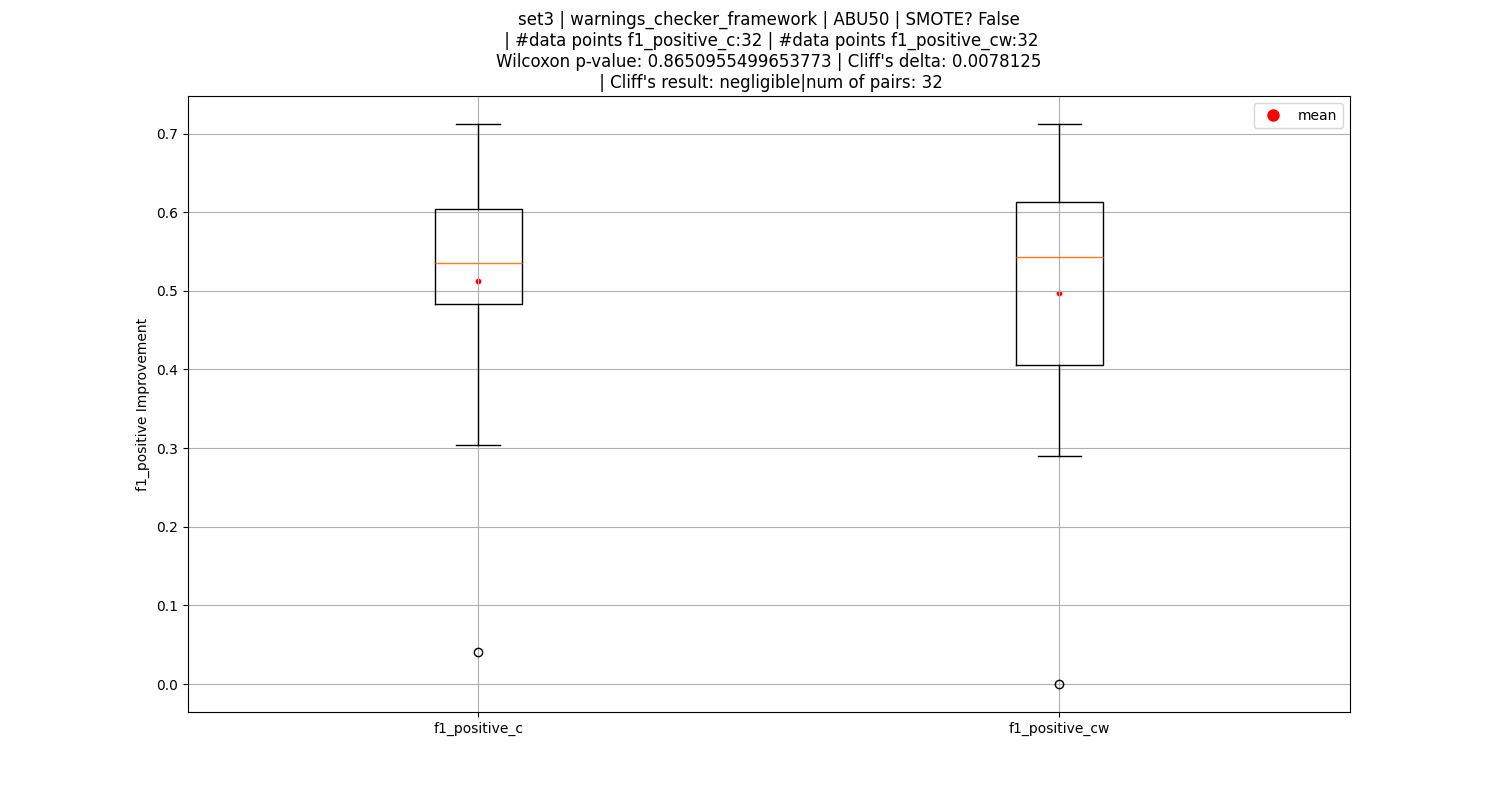 set3 | warnings_checker_framework | ABU50 | SMOTE? False
| #data points f1_positive_c:32 | #data points f1_positive_cw:32
Wilcoxon p-value: 0.8650955499653773 | Cliff's delta: 0.0078125
| Cliff's result: negligible|num of pairs: 32
mean
0.7
0.6
0.5
0.4
0.3
0.2
0.1
0.0
f1_positive Improvement
f1_positive_c
f1_positive_cw